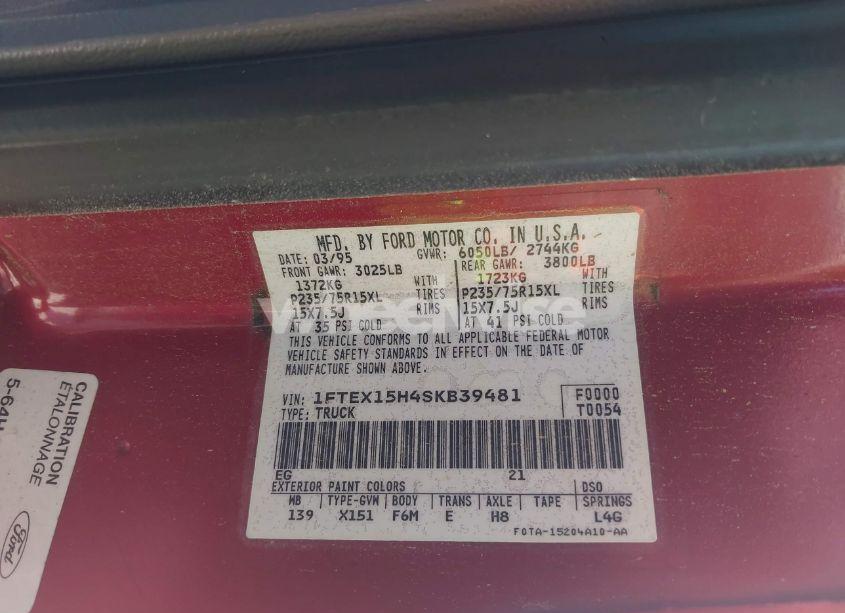 MFD. BY FORD MOTOR CO. IN U.S.A.
DATE: 03/95 GVWR: 6050LB/ 2744KG
FRONT GAWR: 3025LB REAR GAWR: 3800LB
1372KG WITH 1723KG WITH
P235/75R15XL TIRES P235/75R15XL TIRES
15X7.5J RIMS 15X7.5J RIMS
AT 35 PSI COLD AT 41 PSI COLD
THIS VEHICLE CONFORMS TO ALL APPLICABLE FEDERAL MOTOR
VEHICLE SAFETY STANDARDS IN EFFECT ON THE DATE OF
MANUFACTURE SHOWN ABOVE.
VIN: 1FTEX15H4SKB39481 F0000
TYPE: TRUCK T0054
EG 21
EXTERIOR PAINT COLORS DSO
WB TYPE-GVM BODY TRANS AXLE TAPE SPRINGS
139 X151 F6M E H8 L4G
F0TA-15204A10-AA
CALIBRATION
ÉTALONNAGE
Ford